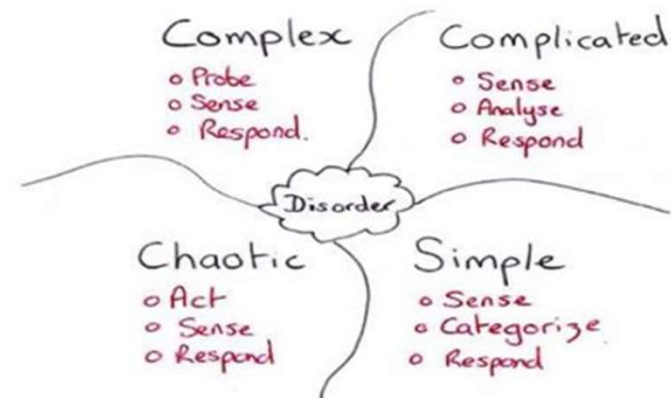 Complex
Probe
Sense
Respond.
Complicated
Sense
Analyse
Respond
Disorder
Chaotic
Act
Sense
Respond
Simple
Sense
Categorize
Respond